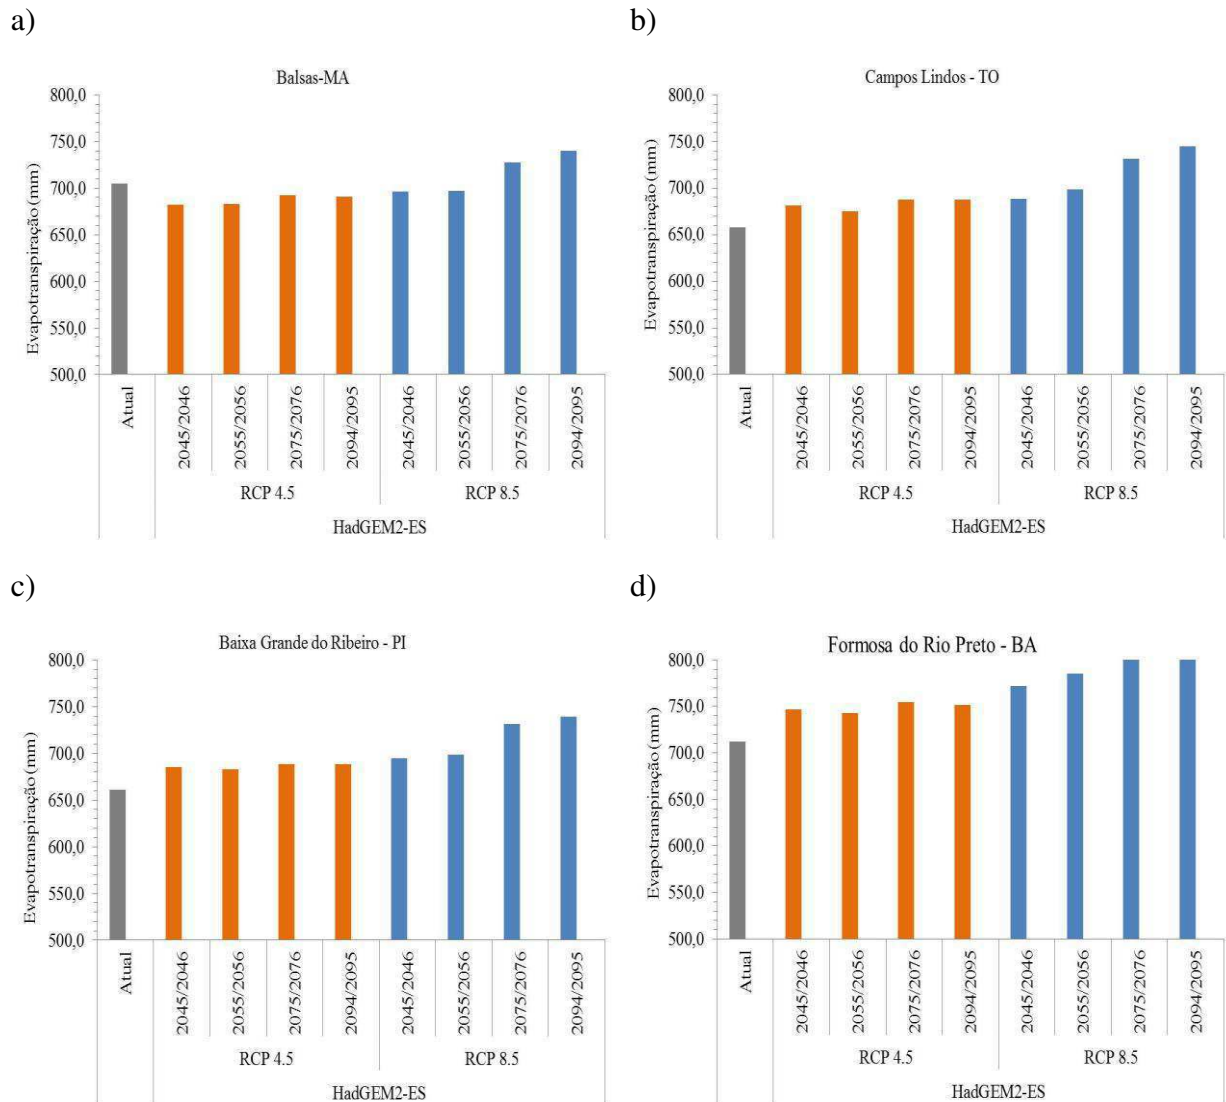 a)
Balsas-MA
Evapotranspiração (mm)
800,0
750,0
700,0
650,0
600,0
550,0
500,0
Atual
2045/2046
2055/2056
2075/2076
2094/2095
2045/2046
2055/2056
2075/2076
2094/2095
RCP 4.5
RCP 8.5
HadGEM2-ES
b)
Campos Lindos - TO
Evapotranspiração (mm)
800,0
750,0
700,0
650,0
600,0
550,0
500,0
Atual
2045/2046
2055/2056
2075/2076
2094/2095
2045/2046
2055/2056
2075/2076
2094/2095
RCP 4.5
RCP 8.5
HadGEM2-ES
c)
Baixa Grande do Ribeiro - PI
Evapotranspiração (mm)
800,0
750,0
700,0
650,0
600,0
550,0
500,0
Atual
2045/2046
2055/2056
2075/2076
2094/2095
2045/2046
2055/2056
2075/2076
2094/2095
RCP 4.5
RCP 8.5
HadGEM2-ES
d)
Formosa do Rio Preto - BA
Evapotranspiração (mm)
800,0
750,0
700,0
650,0
600,0
550,0
500,0
Atual
2045/2046
2055/2056
2075/2076
2094/2095
2045/2046
2055/2056
2075/2076
2094/2095
RCP 4.5
RCP 8.5
HadGEM2-ES